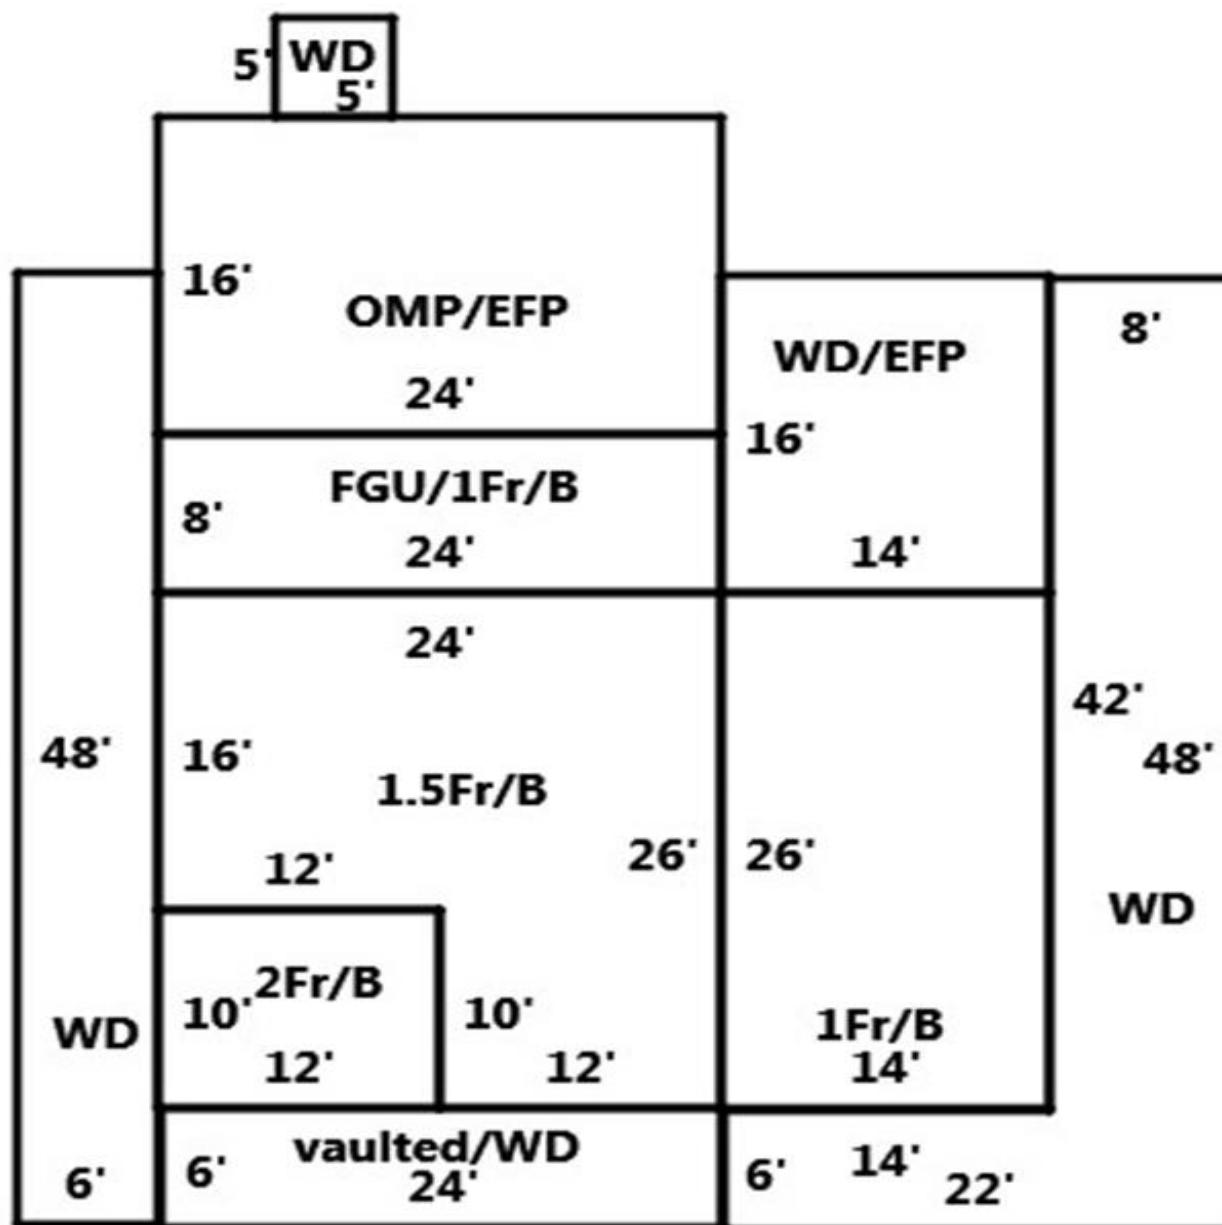 5' WD
5'
16'
OMP/EFP
24'
8'
WD/EFP
16'
14'
FGU/1Fr/B
8'
24'
24'
48'
16'
1.5Fr/B
12'
26'
26'
42'
48'
WD
WD
2Fr/B
10'
12'
10'
12'
1Fr/B
14'
vaulted/WD
6'
6'
24'
6'
14'
22'